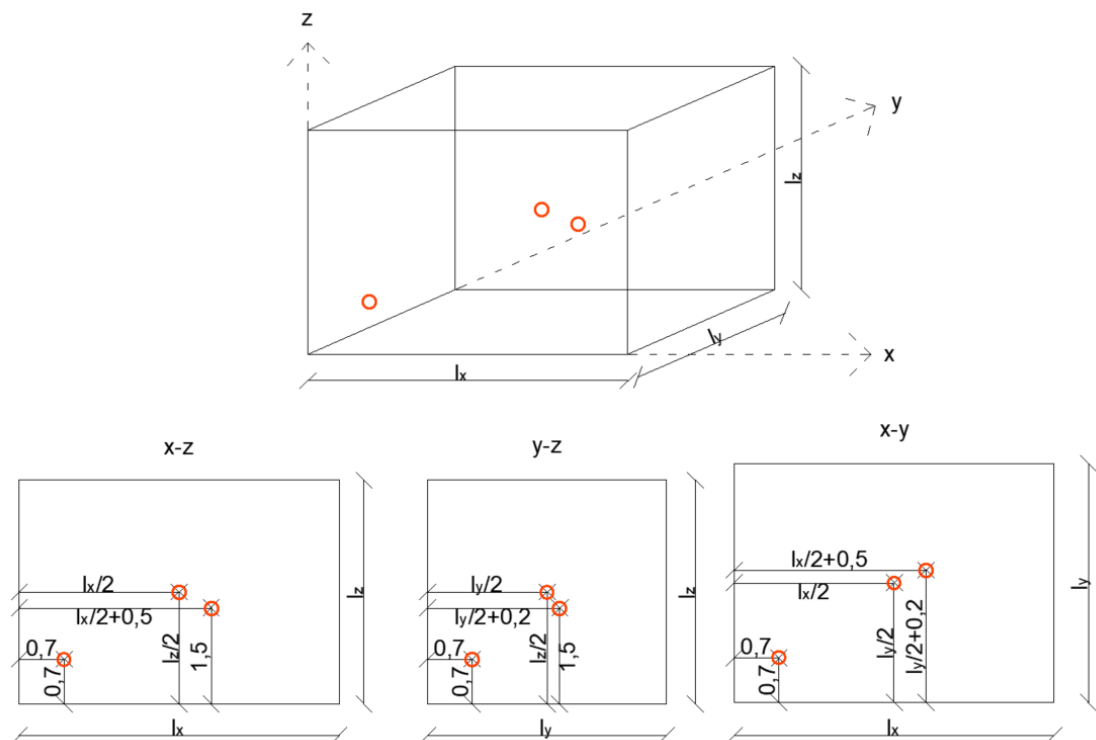 z
y
lz
ly
x
lx
x-z
y-z
x-y
lx/2
lx/2+0,5
0,7
0,7
lz/2
1,5
lz
lx
ly/2
ly/2+0,2
0,7
0,7
lz/2
1,5
lz
ly
lx/2+0,5
lx/2
0,7
0,7
ly/2
ly/2+0,2
ly
lx